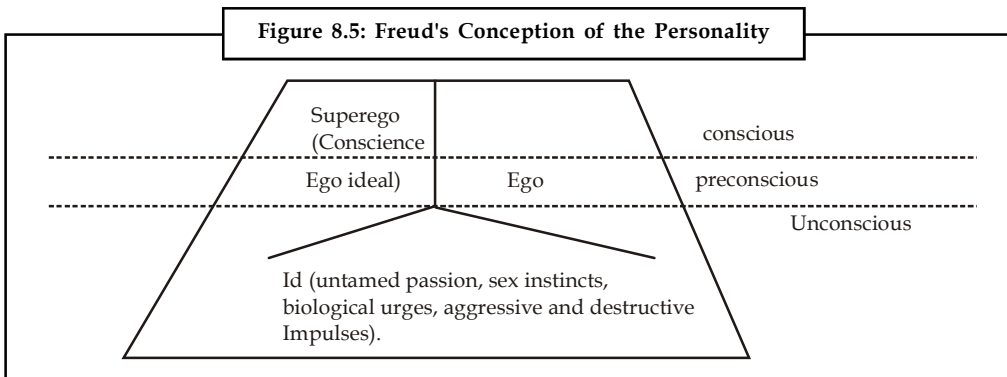 Figure 8.5: Freud's Conception of the Personality
Superego
(Conscience
conscious
Ego ideal)
Ego
preconscious
Unconscious
Id (untamed passion, sex instincts,
biological urges, aggressive and destructive
Impulses).